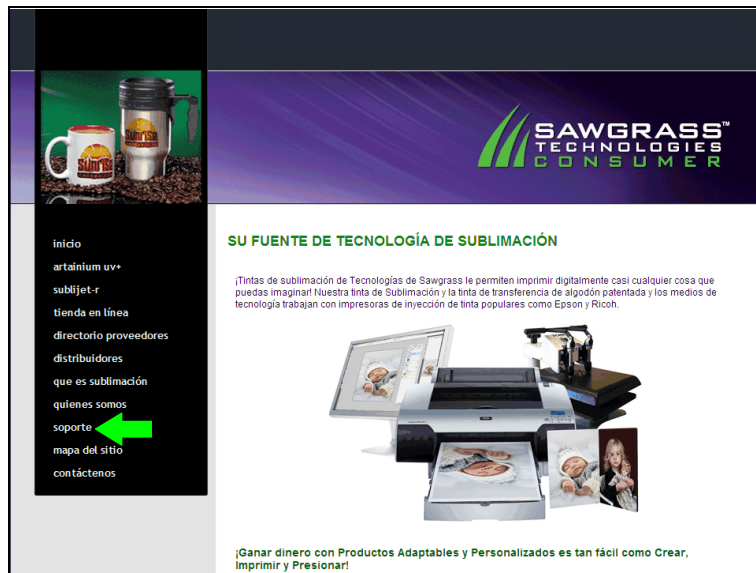 Sunrise
Sunrise
SAWGRASS™
TECHNOLOGIES
CONSUMER
inicio
artainium uv+
sublijet-r
tienda en línea
directorio proveedores
distribuidores
que es sublimación
quienes somos
soporte
mapa del sitio
contáctenos
SU FUENTE DE TECNOLOGÍA DE SUBLIMACIÓN
¡Tintas de sublimación de Tecnologías de Sawgrass le permiten imprimir digitalmente casi cualquier cosa que
puedas imaginar! Nuestra tinta de Sublimación y la tinta de transferencia de algodón patentada y los medios de
tecnología trabajan con impresoras de inyección de tinta populares como Epson y Ricoh.
¡Ganar dinero con Productos Adaptables y Personalizados es tan fácil como Crear,
Imprimir y Presionar!